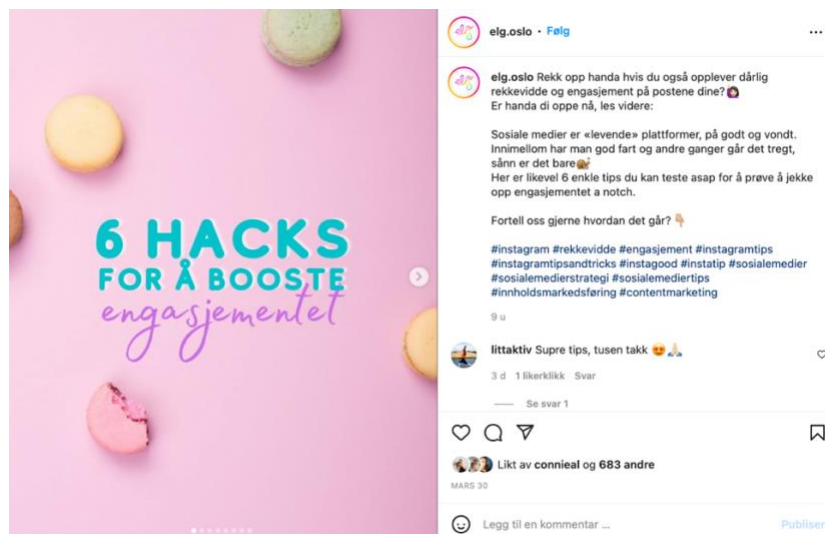 6 HACKS
FOR Å BOOSTE
engasjementet
elg.oslo • Følg
elg.oslo Rekk opp handa hvis du også opplever dårlig
rekkevidde og engasjement på postene dine?🙋🏻‍♀️
Er handa di oppe nå, les videre:
Sosiale medier er «levende» plattformer, på godt og vondt.
Innimellom har man god fart og andre ganger går det tregt,
sånn er det bare🐌
Her er likevel 6 enkle tips du kan teste asap for å prøve å jekke
opp engasjementet a notch.
Fortell oss gjerne hvordan det går? 👇🏼
#instagram #rekkevidde #engasjement #instagramtips
#instagramtipsandtricks #instagood #instatip #sosialemedier
#sosialemedierstrategi #sosialemediertips
#innholdsmarkedsføring #contentmarketing
9 u
littaktiv Supre tips, tusen takk 😍🙏🏼
3 d 1 likerklikk Svar
Se svar 1
Likt av connieal og 683 andre
MARS 30
Legg til en kommentar ...
Publiser